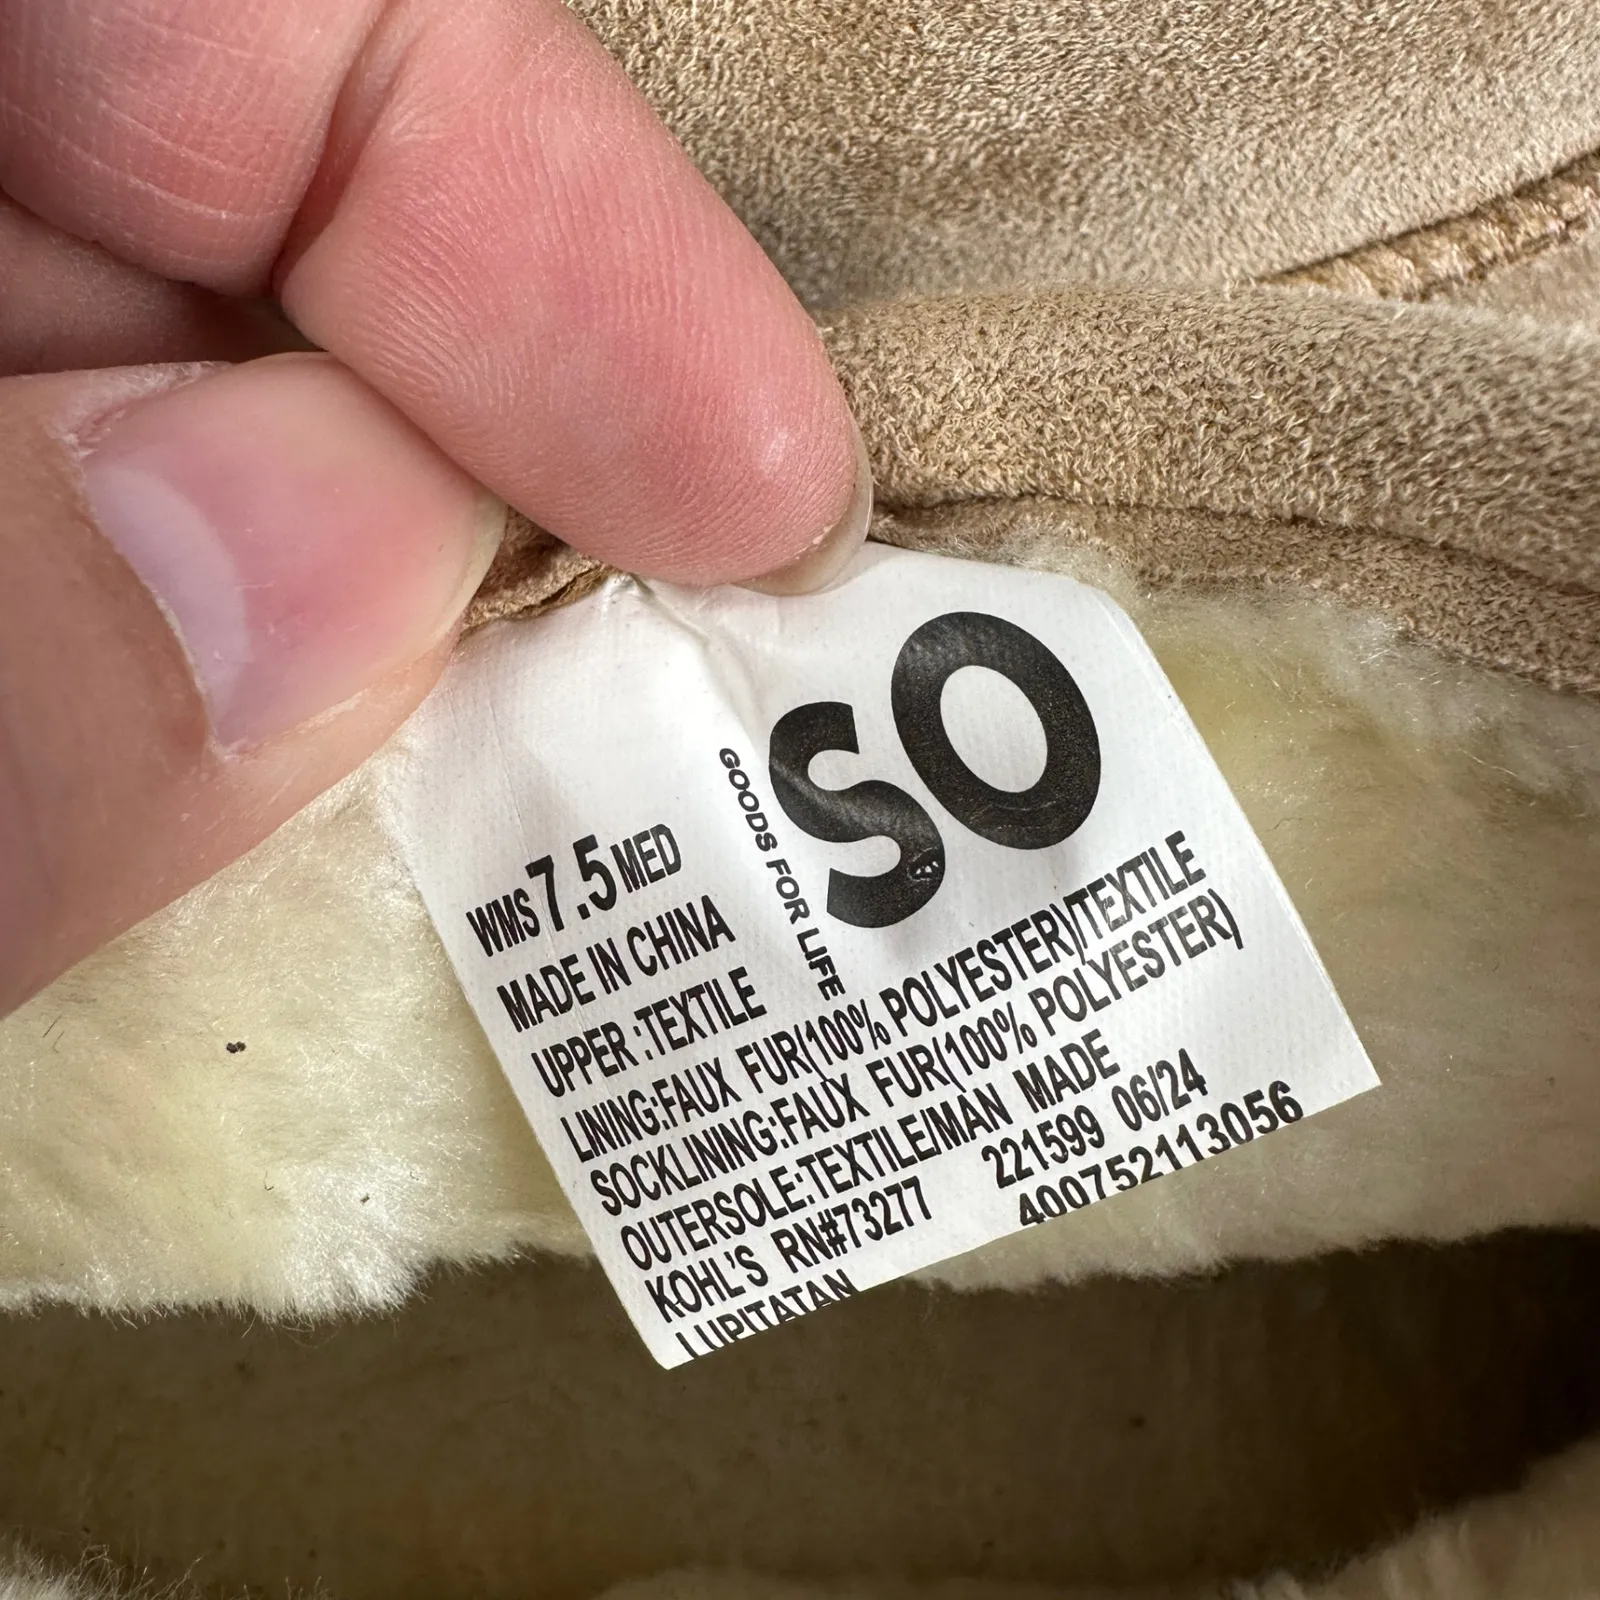 SO
GOODS FOR LIFE
WMS 7.5 MED
MADE IN CHINA
UPPER :TEXTILE
LINING:FAUX FUR(100% POLYESTER)/TEXTILE
SOCKLINING:FAUX FUR(100% POLYESTER)
OUTERSOLE:TEXTILE/MAN MADE
KOHL'S RN#73277 221599 06/24
LUPITATAN 400752113056